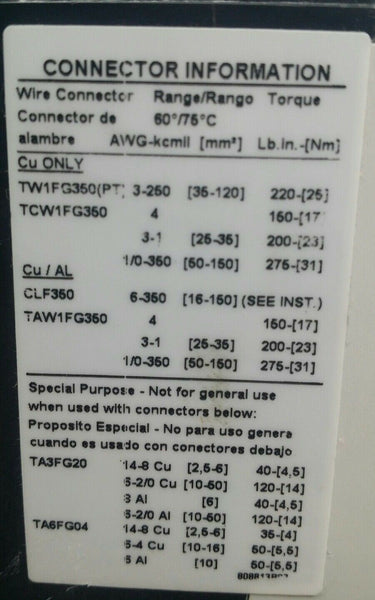 CONNECTOR INFORMATION
Wire Connector Range/Rango Torque
Connector de 60°/75°C
alambre AWG-kcmil [mm²] Lb.in.-[Nm]
Cu ONLY
TW1FG350(PT) 3-250 [35-120] 220-[25]
TCW1FG350 4 150-[17
3-1 [25-35] 200-[23]
1/0-350 [50-150] 275-[31]
Cu / AL
CLF350 6-350 [16-150] (SEE INST.)
TAW1FG350 4 150-[17]
3-1 [25-35] 200-[23]
1/0-350 [50-150] 275-[31]
Special Purpose - Not for general use
when used with connectors below:
Proposito Especial - No para uso genera
cuando es usado con conectores debajo
TA3FG20 14-8 Cu [2,5-6] 40-[4,5]
6-2/0 Cu [10-50] 120-[14]
8 Al [6] 40-[4,5]
6-2/0 Al [10-50] 120-[14]
TA6FG04 14-8 Cu [2,5-6] 35-[4]
6-4 Cu [10-16] 50-[5,5]
6 Al [10] 50-[5,5]